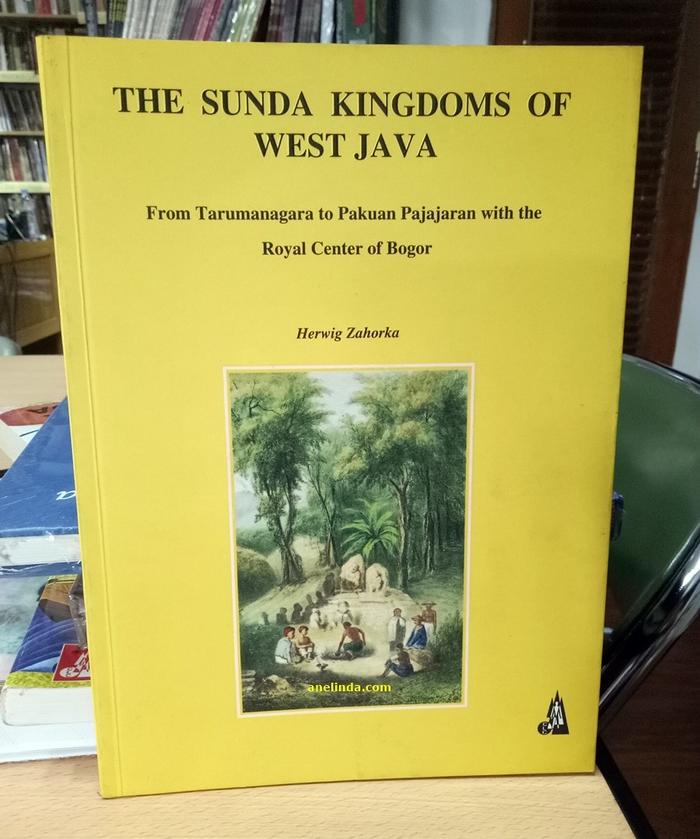 THE SUNDA KINGDOMS OF
WEST JAVA
From Tarumanagara to Pakuan Pajajaran with the
Royal Center of Bogor
Herwig Zahorka
anelinda.com